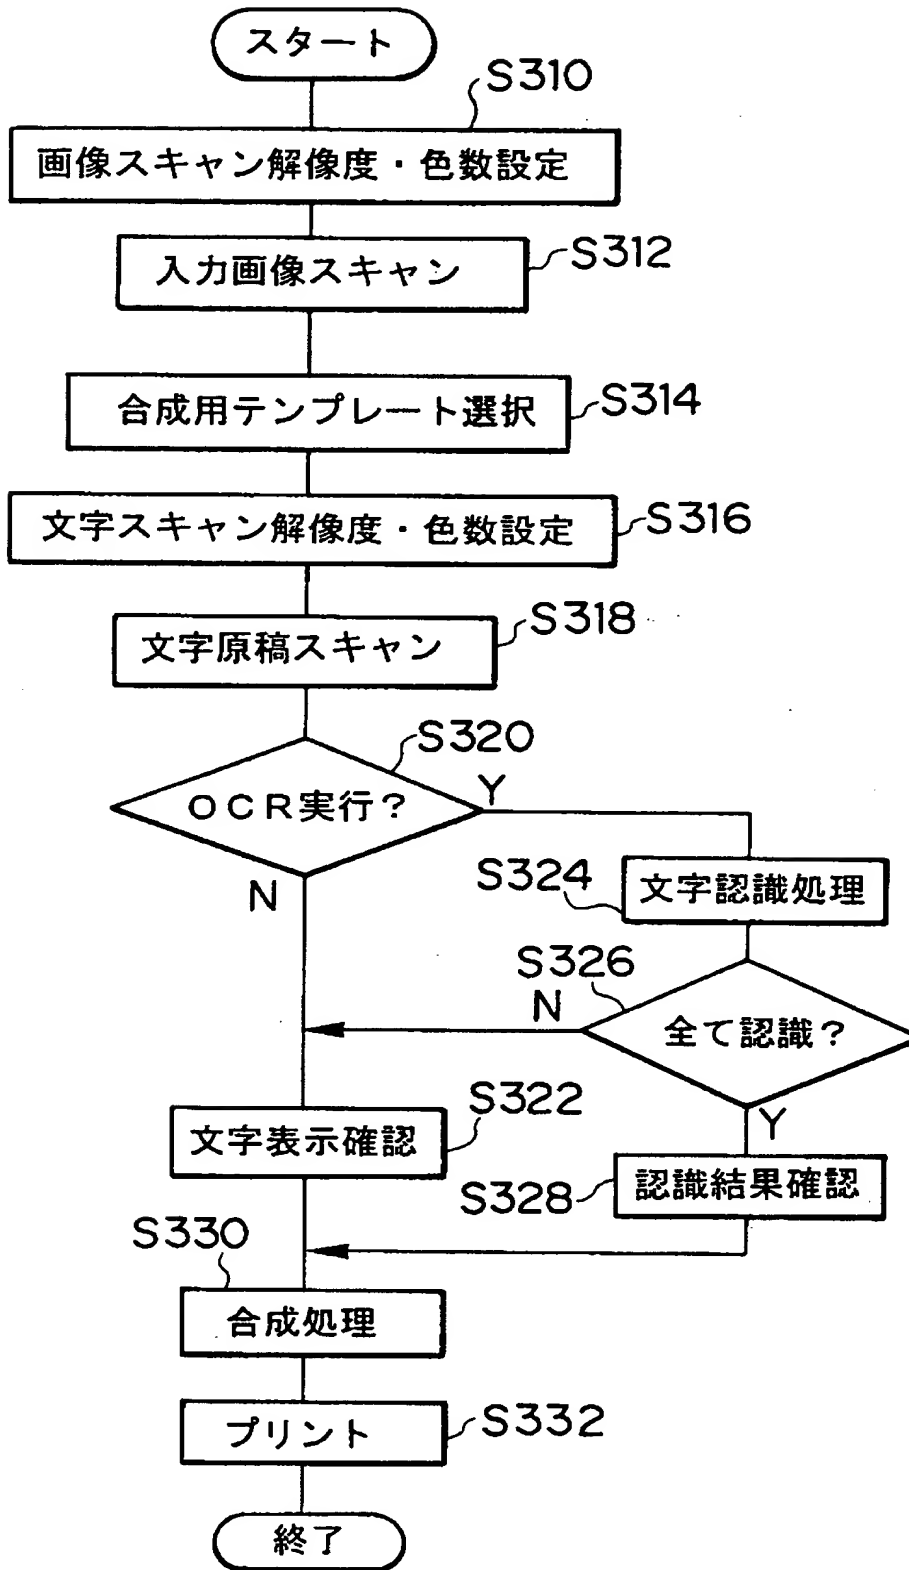 スタート
S310
画像スキャン解像度・色数設定
S312
入力画像スキャン
S314
合成用テンプレート選択
S316
文字スキャン解像度・色数設定
S318
文字原稿スキャン
S320
OCR実行?
Y
N
S324
文字認識処理
S326
N
全て認識?
Y
S322
文字表示確認
S328
認識結果確認
S330
合成処理
S332
プリント
終了